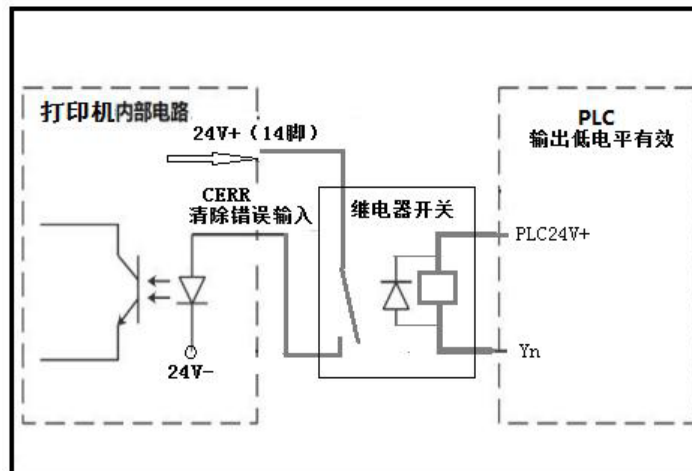 打印机内部电路
24V+（14脚）
CERR
清除错误输入
24V-
继电器开关
PLC
输出低电平有效
PLC24V+
Yn